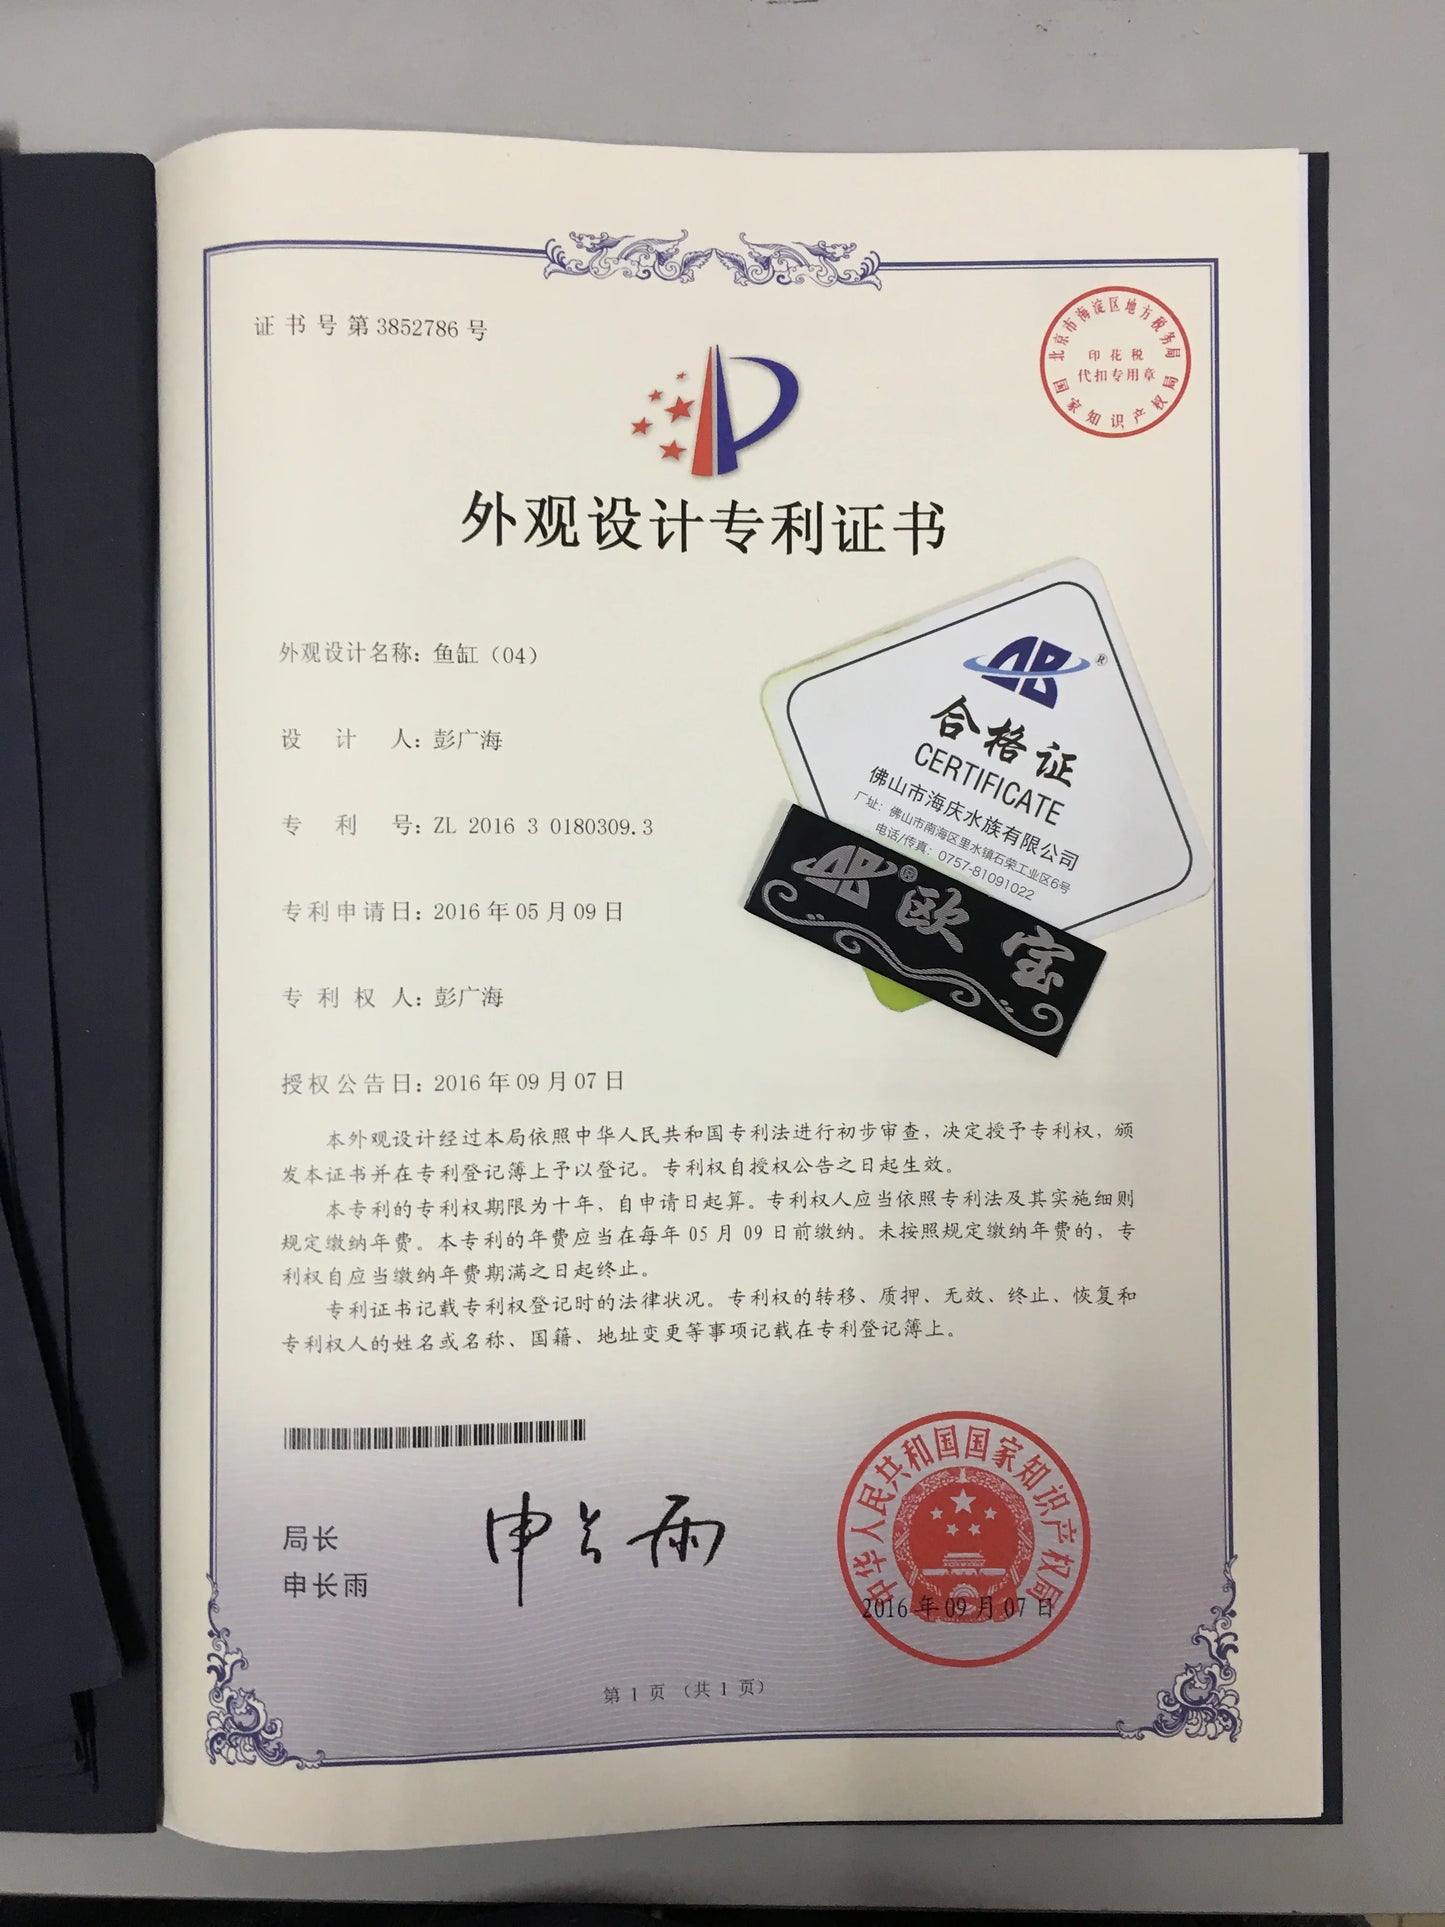 证书号第3852786号
北京市海淀区地方税务局
印花税
代扣专用章
国家知识产权局
外观设计专利证书
外观设计名称：鱼缸（04）
设计人：彭广海
专利号：ZL 2016 3 0180309.3
专利申请日：2016年05月09日
专利权人：彭广海
授权公告日：2016年09月07日
®
合格证
CERTIFICATE
佛山市海庆水族有限公司
厂址：佛山市南海区里水镇石荣工业区6号
电话/传真：0757-81091022
®欧宝
本外观设计经过本局依照中华人民共和国专利法进行初步审查，决定授予专利权，颁
发本证书并在专利登记簿上予以登记。专利权自授权公告之日起生效。
本专利的专利权期限为十年，自申请日起算。专利权人应当依照专利法及其实施细则
规定缴纳年费。本专利的年费应当在每年05月09日前缴纳。未按照规定缴纳年费的，专
利权自应当缴纳年费期满之日起终止。
专利证书记载专利权登记时的法律状况。专利权的转移、质押、无效、终止、恢复和
专利权人的姓名或名称、国籍、地址变更等事项记载在专利登记簿上。
局长
申长雨
申长雨
中华人民共和国国家知识产权局
2016年09月07日
第1页（共1页）